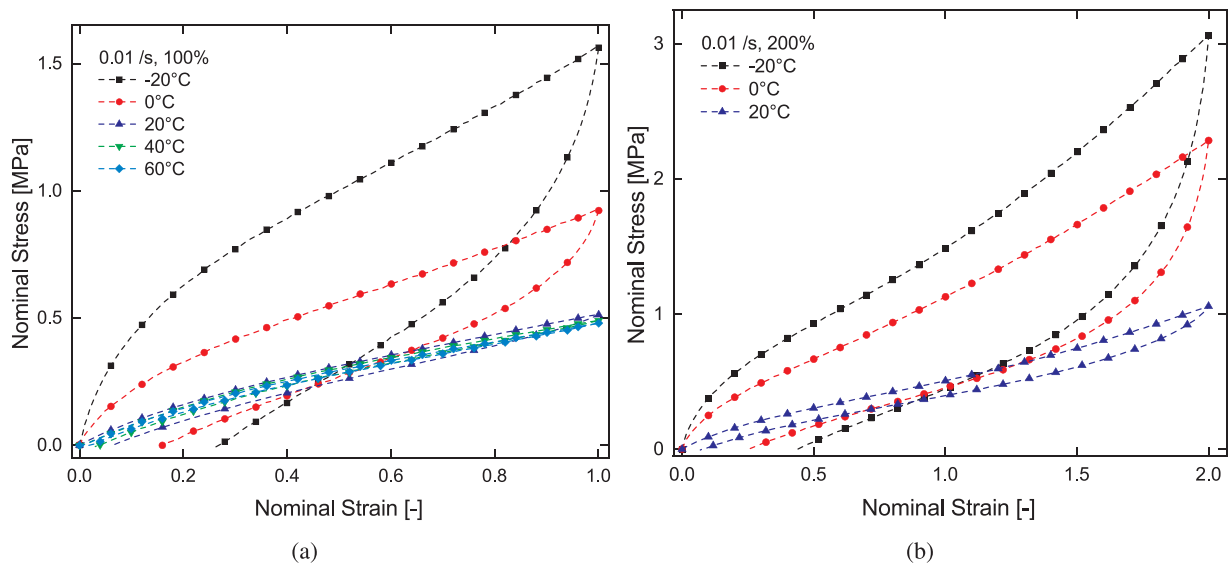 0.01 /s, 100%
-20°C
0°C
20°C
40°C
60°C
Nominal Stress [MPa]
1.5
1.0
0.5
0.0
0.0 0.2 0.4 0.6 0.8 1.0
Nominal Strain [-]
(a)
0.01 /s, 200%
-20°C
0°C
20°C
Nominal Stress [MPa]
3
2
1
0
0.0 0.5 1.0 1.5 2.0
Nominal Strain [-]
(b)